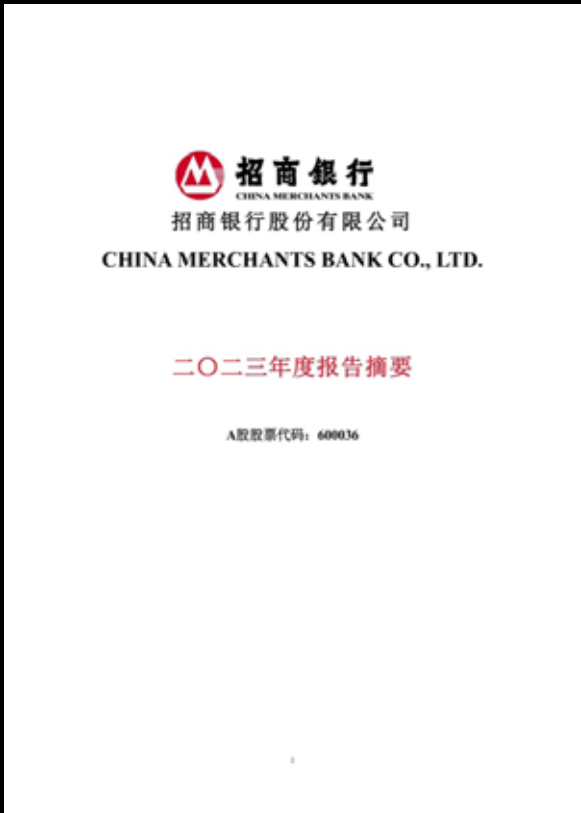 招商银行
CHINA MERCHANTS BANK
招商银行股份有限公司
CHINA MERCHANTS BANK CO., LTD.
二〇二三年度报告摘要
A股股票代码：600036
1